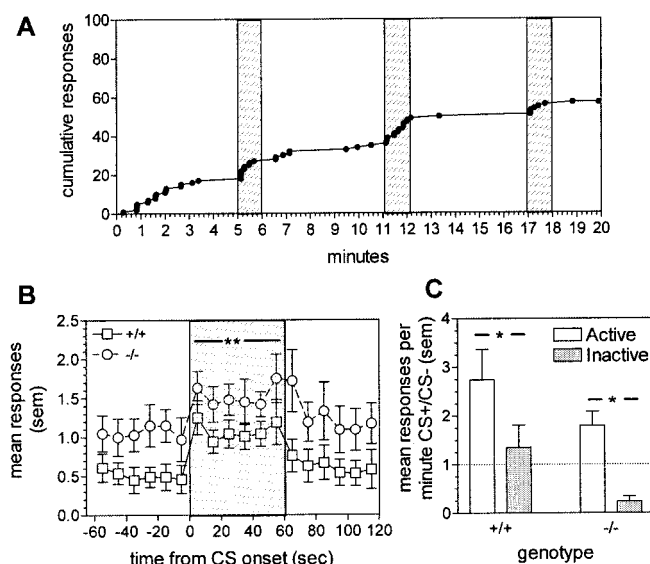 A
cumulative responses
100
80
60
40
20
0
0 1 2 3 4 5 6 7 8 9 10 11 12 13 14 15 16 17 18 19 20
minutes
B
+/+
-/-
**
mean responses
(sem)
2.5
2.0
1.5
1.0
0.5
0.0
-60 -40 -20 0 20 40 60 80 100 120
time from CS onset (sec)
C
mean responses per
minute CS+/CS- (sem)
4
3
2
1
0
Active
Inactive
*
*
+/+ -/-
genotype